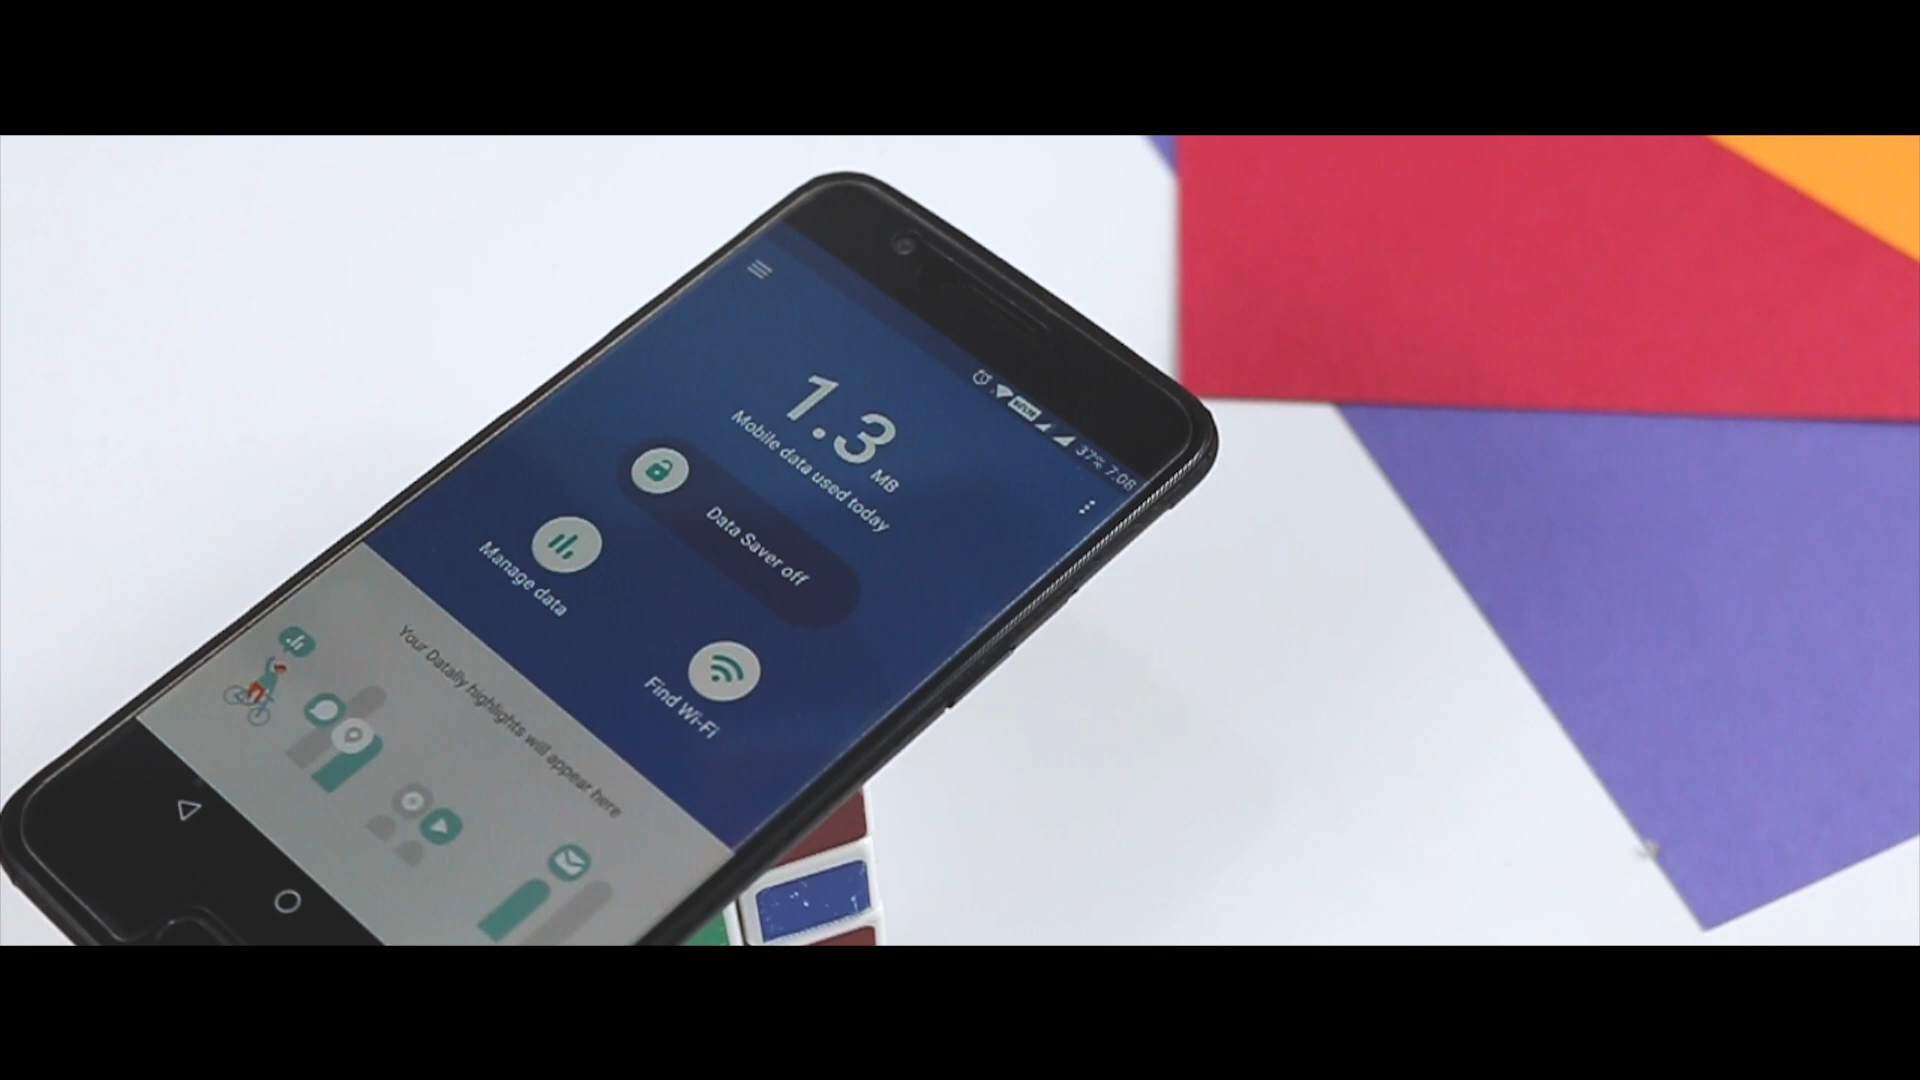 37% 7:08
1.3 MB
Mobile data used today
Data Saver off
Manage data
Find Wi-Fi
Your Datally highlights will appear here